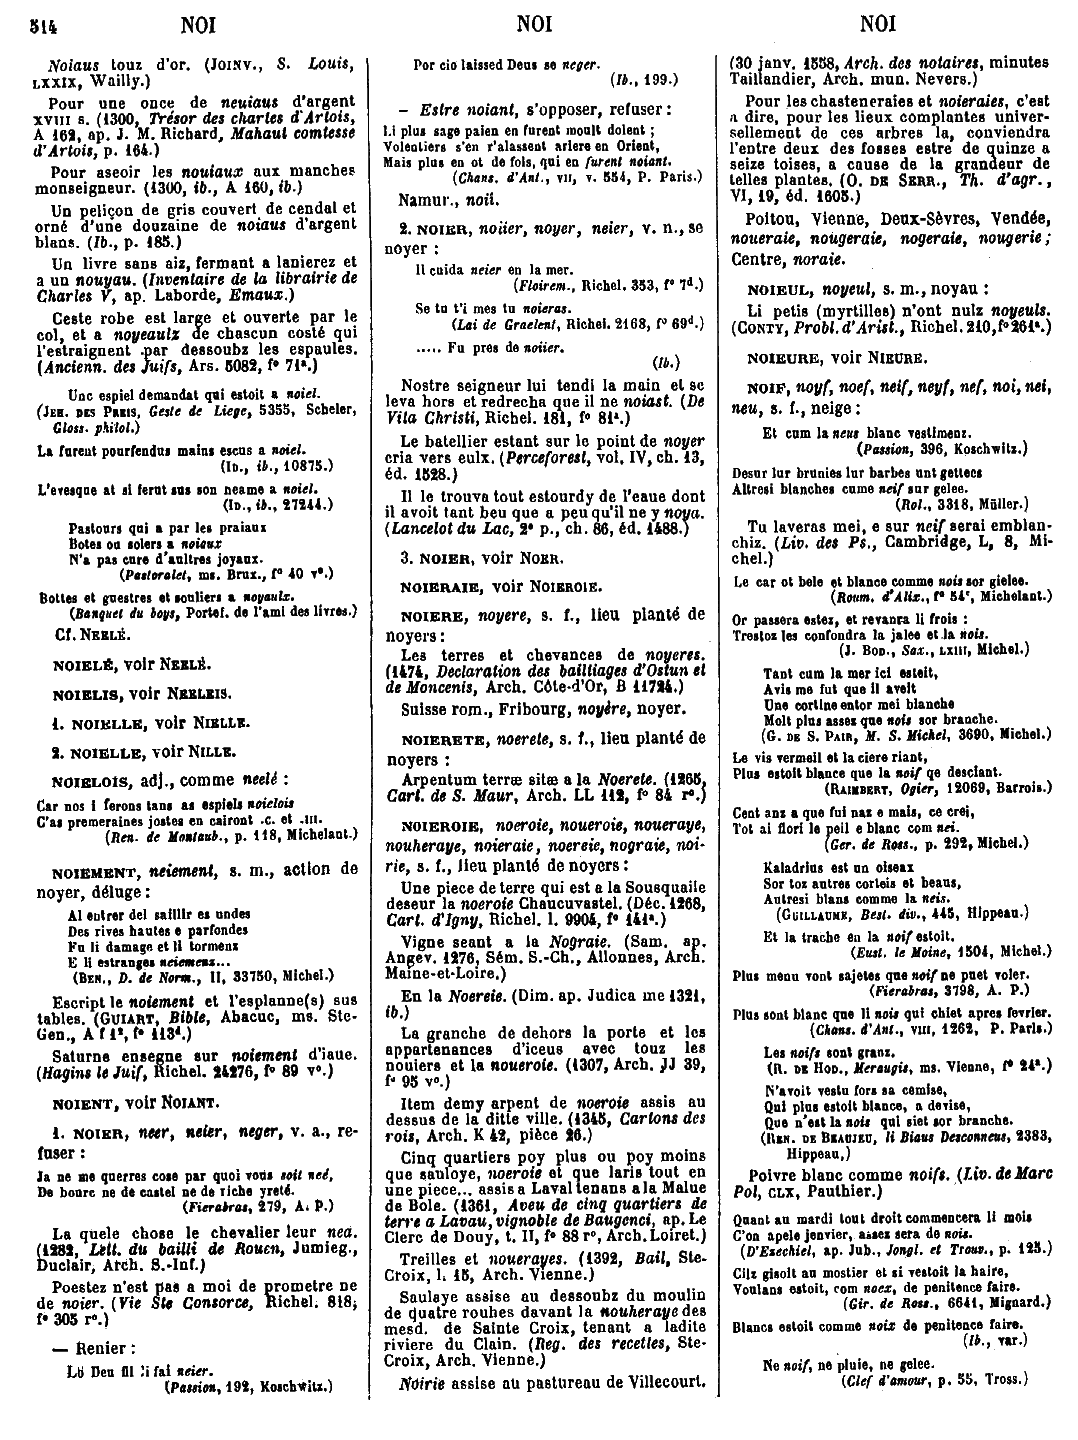 514 NOI NOI NOI
Noiaus touz d'or. (JOINV., S. Louis,
LXXIX, Wailly.)
Pour une once de neuiaus d'argent
XVIII s. (1300, Trésor des chartes d'Artois,
A 162, ap. J. M. Richard, Mahaut comtesse
d'Artois, p. 164.)
Pour aseoir les nouiaux aux manches
monseigneur. (1300, ib., A 160, ib.)
Un peliçon de gris couvert de cendal et
orné d'une douzaine de noiaus d'argent
blans. (Ib., p. 185.)
Un livre sans aiz, fermant a lanierez et
a un nouyau. (Inventaire de la librairie de
Charles V, ap. Laborde, Emaux.)
Ceste robe est large et ouverte par le
col, et a noyeaulz de chascun costé qui
l'estraignent par dessoubz les espaules.
(Ancienn. des Juifs, Ars. 5082, f° 71ª.)
Unc espiel demandat qui estoit a noiel.
(JEH. DES PREIS, Geste de Liege, 5355, Scheler,
Gloss. philol.)
La furent pourfendus mains escus a noiel.
(ID., ib., 10875.)
L'evesque at si ferut sus son heame a noiel.
(ID., ib., 27244.)
Pastours qui a par les praiaux
Botes ou solers a noiaux
N'a pas cure d'aultres joyaux.
(Pastoralet, ms. Brux., f° 40 v°.)
Bottes et guestres et souliers a noyaulx.
(Banquet du boys, Portef. de l'ami des livres.)
Cf. NEELÉ.
NOIELÉ, voir NEELÉ.
NOIELIS, voir NEELEIS.
1. NOIELLE, voir NIELLE.
2. NOIELLE, voir NILLE.
NOIELOIS, adj., comme neelé :
Car nos i ferons tans as espiels noielois
C'as premeraines jostes en cairont .c. et .III.
(Ren. de Montaub., p. 118, Michelant.)
NOIEMENT, neiement, s. m., action de
noyer, déluge :
Al entrer del saillir es undes
Des rives hautes e parfondes
Fu li damage et li tormenz
E li estranges neiemenz...
(BEN., D. de Norm., II, 33750, Michel.)
Escript le noiement et l'esplanne(s) sus
tables. (GUIART, Bible, Abacuc, ms. Ste-
Gen., A f 1², f° 113ᵈ.)
Saturne ensegne sur noiement d'iaue.
(Hagins le Juif, Richel. 24276, f° 89 v°.)
NOIENT, voir NOIANT.
1. NOIER, neer, neier, neger, v. a., re-
fuser :
Ja ne me querres cose par quoi vous soit neé,
De bourc ne de castel ne de riche yreté.
(Fierabras, 279, A. P.)
La quele chose le chevalier leur nea.
(1282, Lett. du bailli de Rouen, Jumieg.,
Duclair, Arch. S.-Inf.)
Poestez n'est pas a moi de prometre ne
de noier. (Vie Ste Consorce, Richel. 818,
f° 305 r°.)
— Renier :
Lo Deu fil li fai neier.
(Passion, 192, Koschwitz.)
Por cio laissed Deus se neger.
(Ib., 199.)
– Estre noiant, s'opposer, refuser :
Li plus sage paien en furent moult dolent ;
Volentiers s'en r'alassent ariere en Orient,
Mais plus en ot de fols, qui en furent noiant.
(Chans. d'Ant., VII, v. 554, P. Paris.)
Namur., noii.
2. NOIER, noiier, noyer, neier, v. n., se
noyer :
Il cuida neier en la mer.
(Floirem., Richel. 353, f° 7ᵈ.)
Se tu t'i mes tu noieras.
(Lai de Graelent, Richel. 2168, f° 69ᵈ.)
..... Fu pres de noiier.
(Ib.)
Nostre seigneur lui tendi la main et se
leva hors et redrecha que il ne noiast. (De
Vita Christi, Richel. 181, f° 81ª.)
Le batellier estant sur le point de noyer
cria vers eulx. (Perceforest, vol. IV, ch. 13,
éd. 1528.)
Il le trouva tout estourdy de l'eaue dont
il avoit tant beu que a peu qu'il ne y noya.
(Lancelot du Lac, 2ᵉ p., ch. 86, éd. 1488.)
3. NOIER, voir NOER.
NOIERAIE, voir NOIEROIE.
NOIERE, noyere, s. f., lieu planté de
noyers :
Les terres et chevances de noyeres.
(1474, Declaration des bailliages d'Ostun et
de Moncenis, Arch. Côte-d'Or, B 11724.)
Suisse rom., Fribourg, noyère, noyer.
NOIERETE, noerete, s. f., lieu planté de
noyers :
Arpentum terræ sitæ a la Noerete. (1265,
Cart. de S. Maur, Arch. LL 112, f° 84 r°.)
NOIEROIE, noeroie, noueroie, noueraye,
nouheraye, noieraie, noereie, nograie, noi-
rie, s. f., lieu planté de noyers :
Une piece de terre qui est a la Sousquaile
deseur la noeroie Chaucuvastel. (Déc. 1268,
Cart. d'Igny, Richel. l. 9904, f° 141ª.)
Vigne seant a la Nograie. (Sam. ap.
Angev. 1276, Sém. S.-Ch., Allonnes, Arch.
Maine-et-Loire.)
En la Noereie. (Dim. ap. Judica me 1321,
ib.)
La granche de dehors la porte et les
appartenances d'iceus avec touz les
nouiers et la noueroie. (1307, Arch. JJ 39,
f° 95 v°.)
Item demy arpent de noeroie assis au
dessus de la ditte ville. (1345, Cartons des
rois, Arch. K 42, pièce 26.)
Cinq quartiers poy plus ou poy moins
que sauloye, noeroie et que laris tout en
une piece... assis a Laval tenans a la Malue
de Bole. (1361, Aveu de cinq quartiers de
terre a Lavau, vignoble de Baugenci, ap. Le
Clerc de Douy, t. II, f° 88 r°, Arch. Loiret.)
Treilles et nouerayes. (1392, Bail, Ste-
Croix, l. 15, Arch. Vienne.)
Saulaye assise au dessoubz du moulin
de quatre rouhes davant la nouheraye des
mesd. de Sainte Croix, tenant a ladite
riviere du Clain. (Reg. des recettes, Ste-
Croix, Arch. Vienne.)
Noirie assise au pastureau de Villecourt.
(30 janv. 1558, Arch. des notaires, minutes
Taillandier, Arch. mun. Nevers.)
Pour les chasteneraies et noieraies, c'est
a dire, pour les lieux complantes univer-
sellement de ces arbres la, conviendra
l'entre deux des fosses estre de quinze a
seize toises, a cause de la grandeur de
telles plantes. (O. DE SERR., Th. d'agr.,
VI, 19, éd. 1605.)
Poitou, Vienne, Deux-Sèvres, Vendée,
noueraie, nougeraie, nogeraie, nougerie ;
Centre, noraie.
NOIEUL, noyeul, s. m., noyau :
Li petis (myrtilles) n'ont nulz noyeuls.
(CONTY, Probl. d'Arist., Richel. 210, f° 261ª.)
NOIEURE, voir NIEURE.
NOIF, noyf, noef, neif, neyf, nef, noi, nei,
neu, s. f., neige :
Et cum la neus blanc vestimenz.
(Passion, 396, Koschwitz.)
Desur lur brunies lur barbes unt gettees
Altresi blanches cume neif sur gelee.
(Rol., 3318, Müller.)
Tu laveras mei, e sur neif serai emblan-
chiz. (Liv. des Ps., Cambridge, L, 8, Mi-
chel.)
Le car ot bele et blance comme nois sor gielee.
(Roum. d'Alix., f° 54ᶜ, Michelant.)
Or passera estez, et revanra li frois :
Trestoz les confondra la jalee et la nois.
(J. BOD., Sax., LXIII, Michel.)
Tant cum la mer ici esteit,
Avis me fut que il aveit
Une cortine entor mei blanche
Molt plus assez que nois sor branche.
(G. DE S. PAIR, M. S. Michel, 3690, Michel.)
Le vis vermeil et la ciere riant,
Plus estoit blance que la noif qe desciant.
(RAIMBERT, Ogier, 12069, Barrois.)
Cent anz a que fui naz e mais, ce crei,
Tot ai flori le peil e blanc com nei.
(Ger. de Ross., p. 292, Michel.)
Kaladrius est un oiseax
Sor toz autres corteis et beaus,
Autresi blans comme la neis.
(GUILLAUME, Best. div., 445, Hippeau.)
Et la trache en la noif estoit.
(Eust. le Moine, 1504, Michel.)
Plus menu vont sajetes que noif ne puet voler.
(Fierabras, 3798, A. P.)
Plus sont blanc que li nois qui chiet apres fevrier.
(Chans. d'Ant., VIII, 1262, P. Paris.)
Les noifs sont granz.
(R. DE HOD., Meraugis, ms. Vienne, f° 24ª.)
N'avoit vestu fors sa cemise,
Qui plus estoit blance, a devise,
Que n'est la nois qui siet sor branche.
(REN. DE BEAUJEU, li Biaus Desconneus, 2383,
Hippeau.)
Poivre blanc comme noifs. (Liv. de Marc
Pol, CLX, Pauthier.)
Quant au mardi tout droit commencera li mois
C'on apele jenvier, assez sera de nois.
(D'Ezechiel, ap. Jub., Jongl. et Trouv., p. 125.)
Cilz gisoit au mostier et si vestoit la haire,
Voulans estoit, com noex, de penitence faire.
(Gir. de Ross., 6641, Mignard.)
Blancs estoit comme noix de penitence faire.
(Ib., var.)
Ne noif, ne pluie, ne gelee.
(Clef d'amour, p. 55, Tross.)